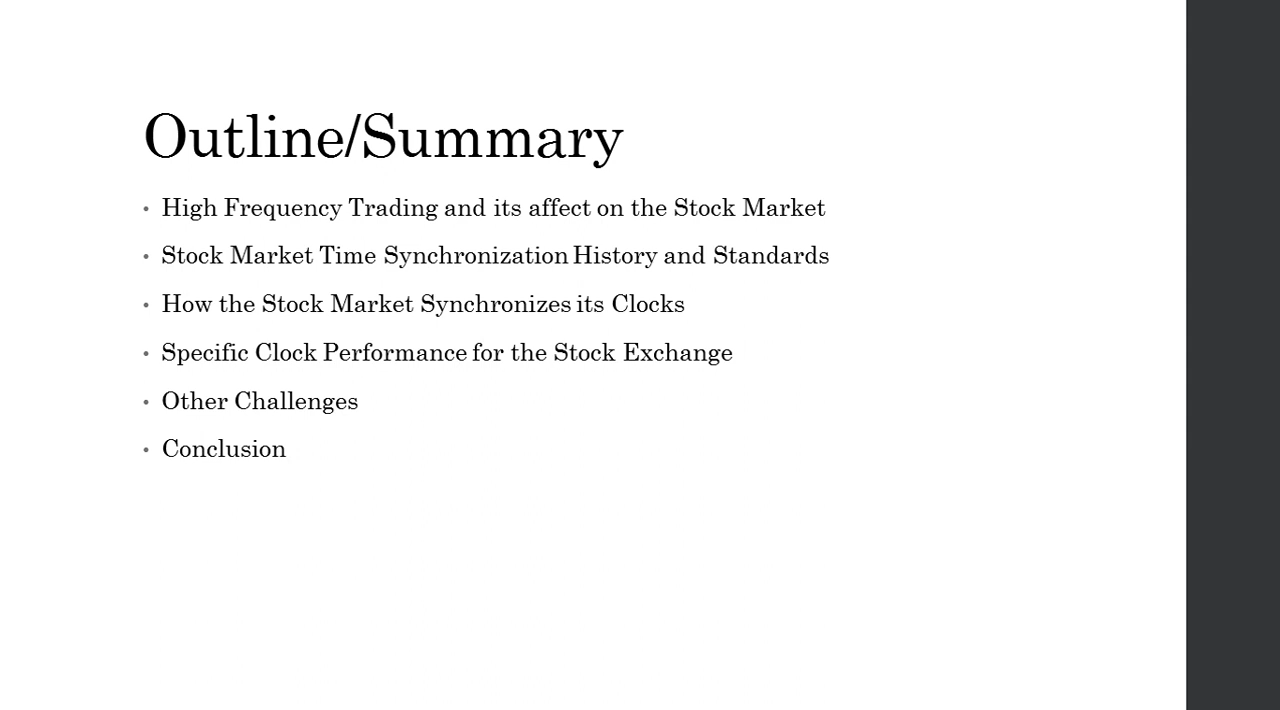 Outline/Summary
• High Frequency Trading and its affect on the Stock Market
• Stock Market Time Synchronization History and Standards
• How the Stock Market Synchronizes its Clocks
• Specific Clock Performance for the Stock Exchange
• Other Challenges
• Conclusion